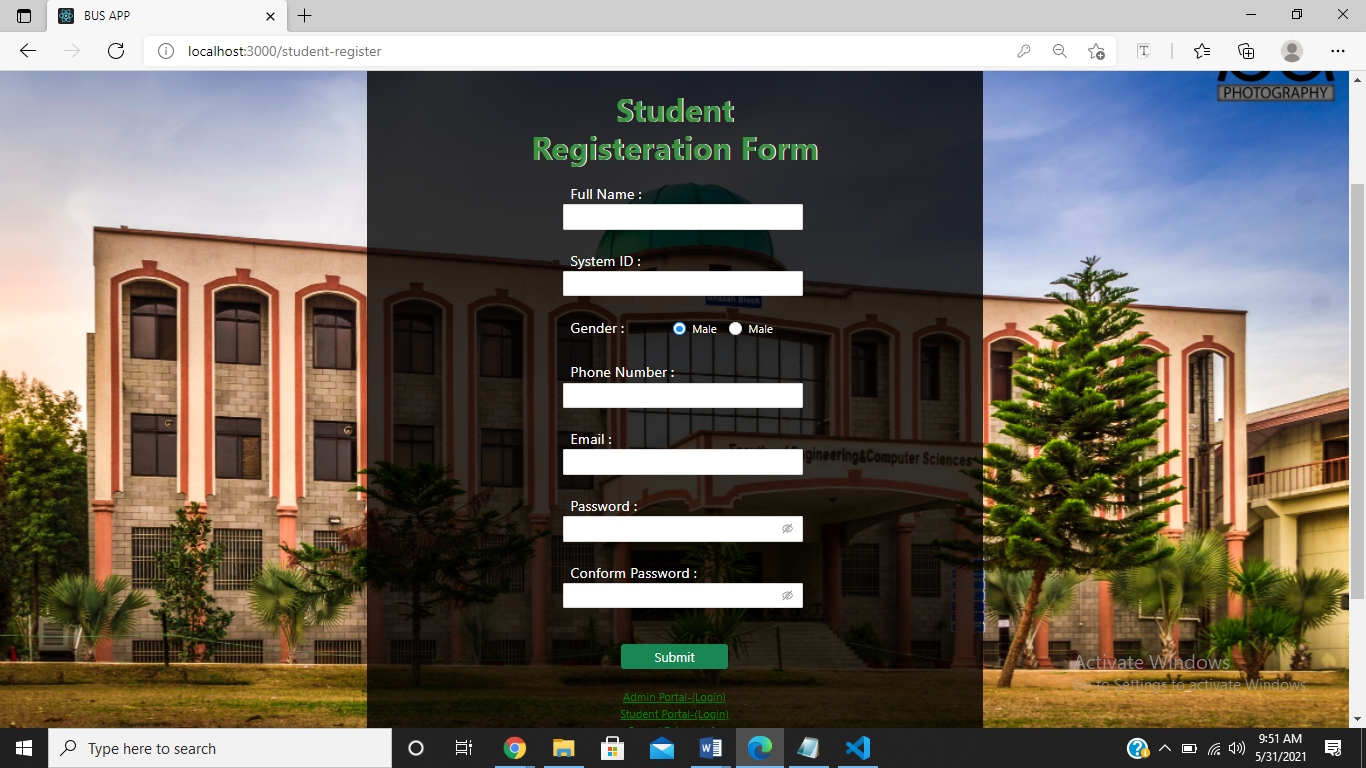 BUS APP
localhost:3000/student-register
PHOTOGRAPHY
Student
Registeration Form
Full Name :
System ID :
Ghazali Block
Gender : Male Male
Phone Number :
Email :
Engineering&Computer Sciences
Password :
Conform Password :
Submit
Activate Windows
Go to Settings to activate Windows.
Admin Portal-(Login)
Student Portal-(Login)
Type here to search
9:51 AM
5/31/2021